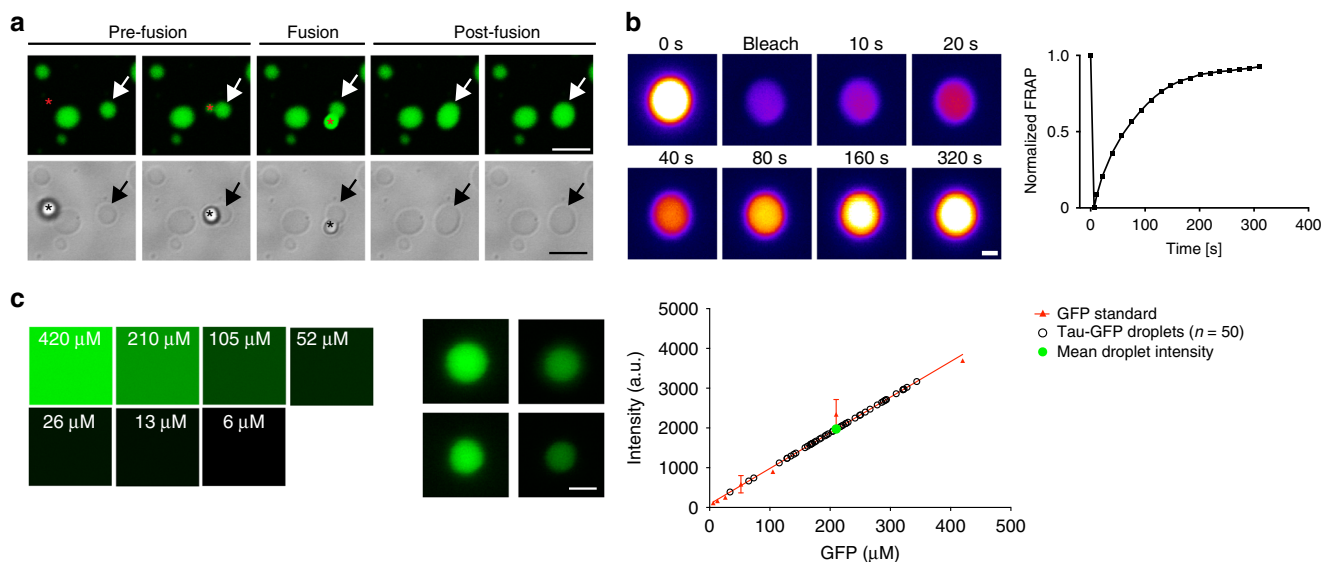 a
Pre-fusion Fusion Post-fusion
*
*
*
*
*
*
b
0 s Bleach 10 s 20 s
40 s 80 s 160 s 320 s
Normalized FRAP
1.0
0.5
0
0 100 200 300 400
Time [s]
c
420 μM 210 μM 105 μM 52 μM
26 μM 13 μM 6 μM
Intensity (a.u.)
5000
4000
3000
2000
1000
0
0 100 200 300 400 500
GFP (μM)
GFP standard
Tau-GFP droplets (n = 50)
Mean droplet intensity